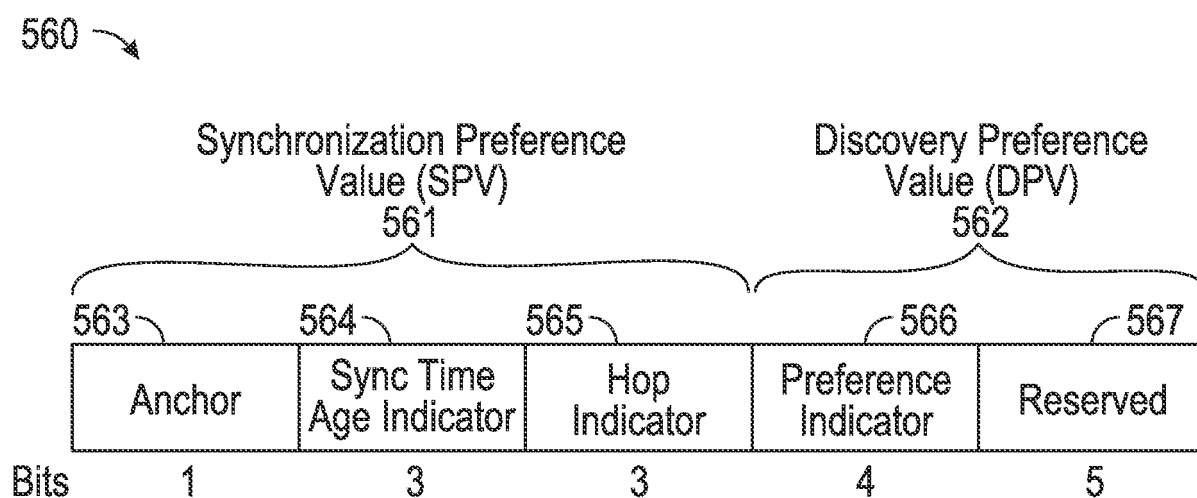 560
Synchronization Preference
Value (SPV)
561
Discovery Preference
Value (DPV)
562
563
564
565
566
567
Anchor
Sync Time
Age Indicator
Hop
Indicator
Preference
Indicator
Reserved
Bits 1 3 3 4 5